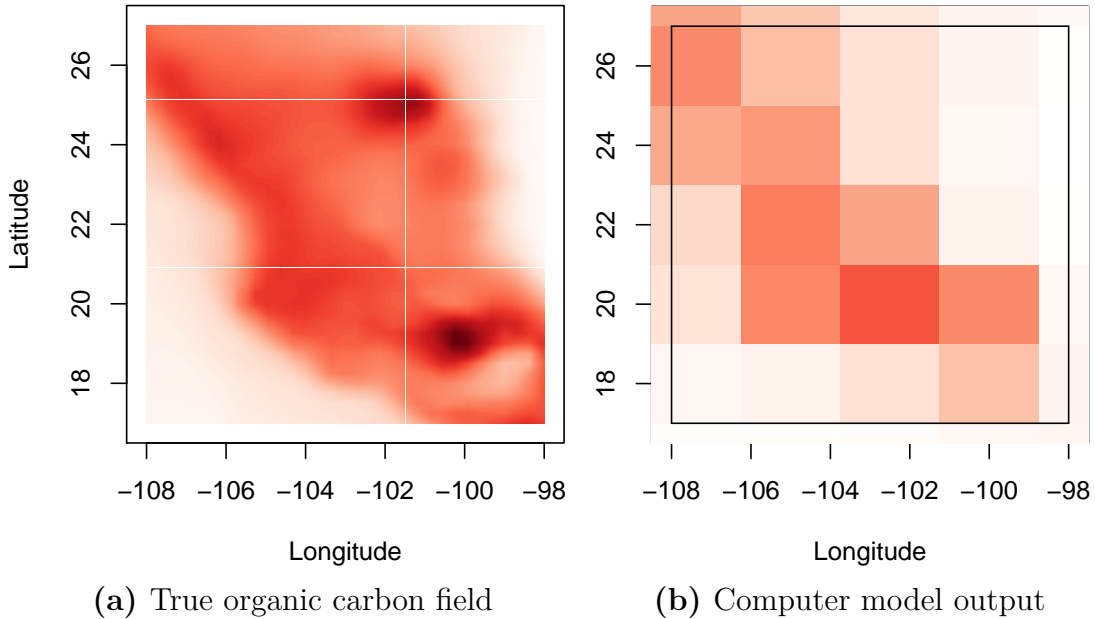 Latitude
26
24
22
20
18
−108 −106 −104 −102 −100 −98
Longitude
(a) True organic carbon field
26
24
22
20
18
−108 −106 −104 −102 −100 −98
Longitude
(b) Computer model output